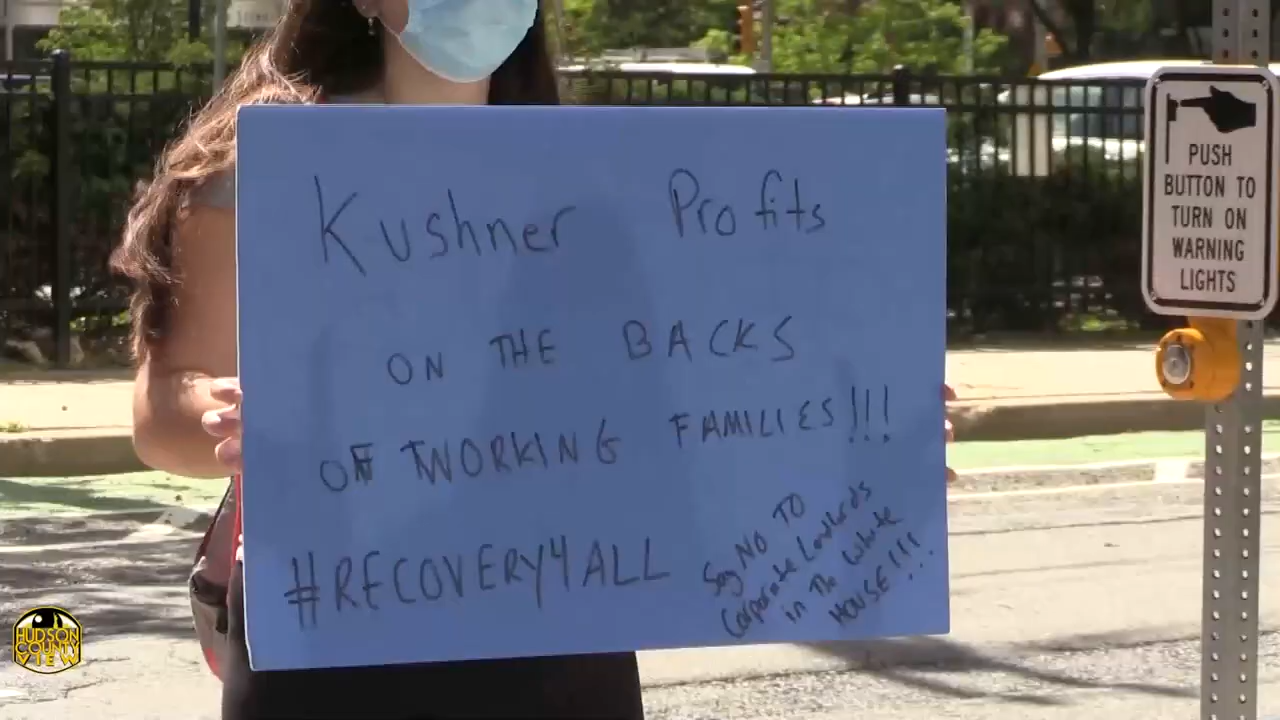 Kushner Profits
ON THE BACKS
OF WORKING FAMILIES!!!
#RECOVERY4ALL
Say NO TO
Corporate Landlords
in The White
HOUSE!!!
PUSH
BUTTON TO
TURN ON
WARNING
LIGHTS
HUDSON
COUNTY
VIEW